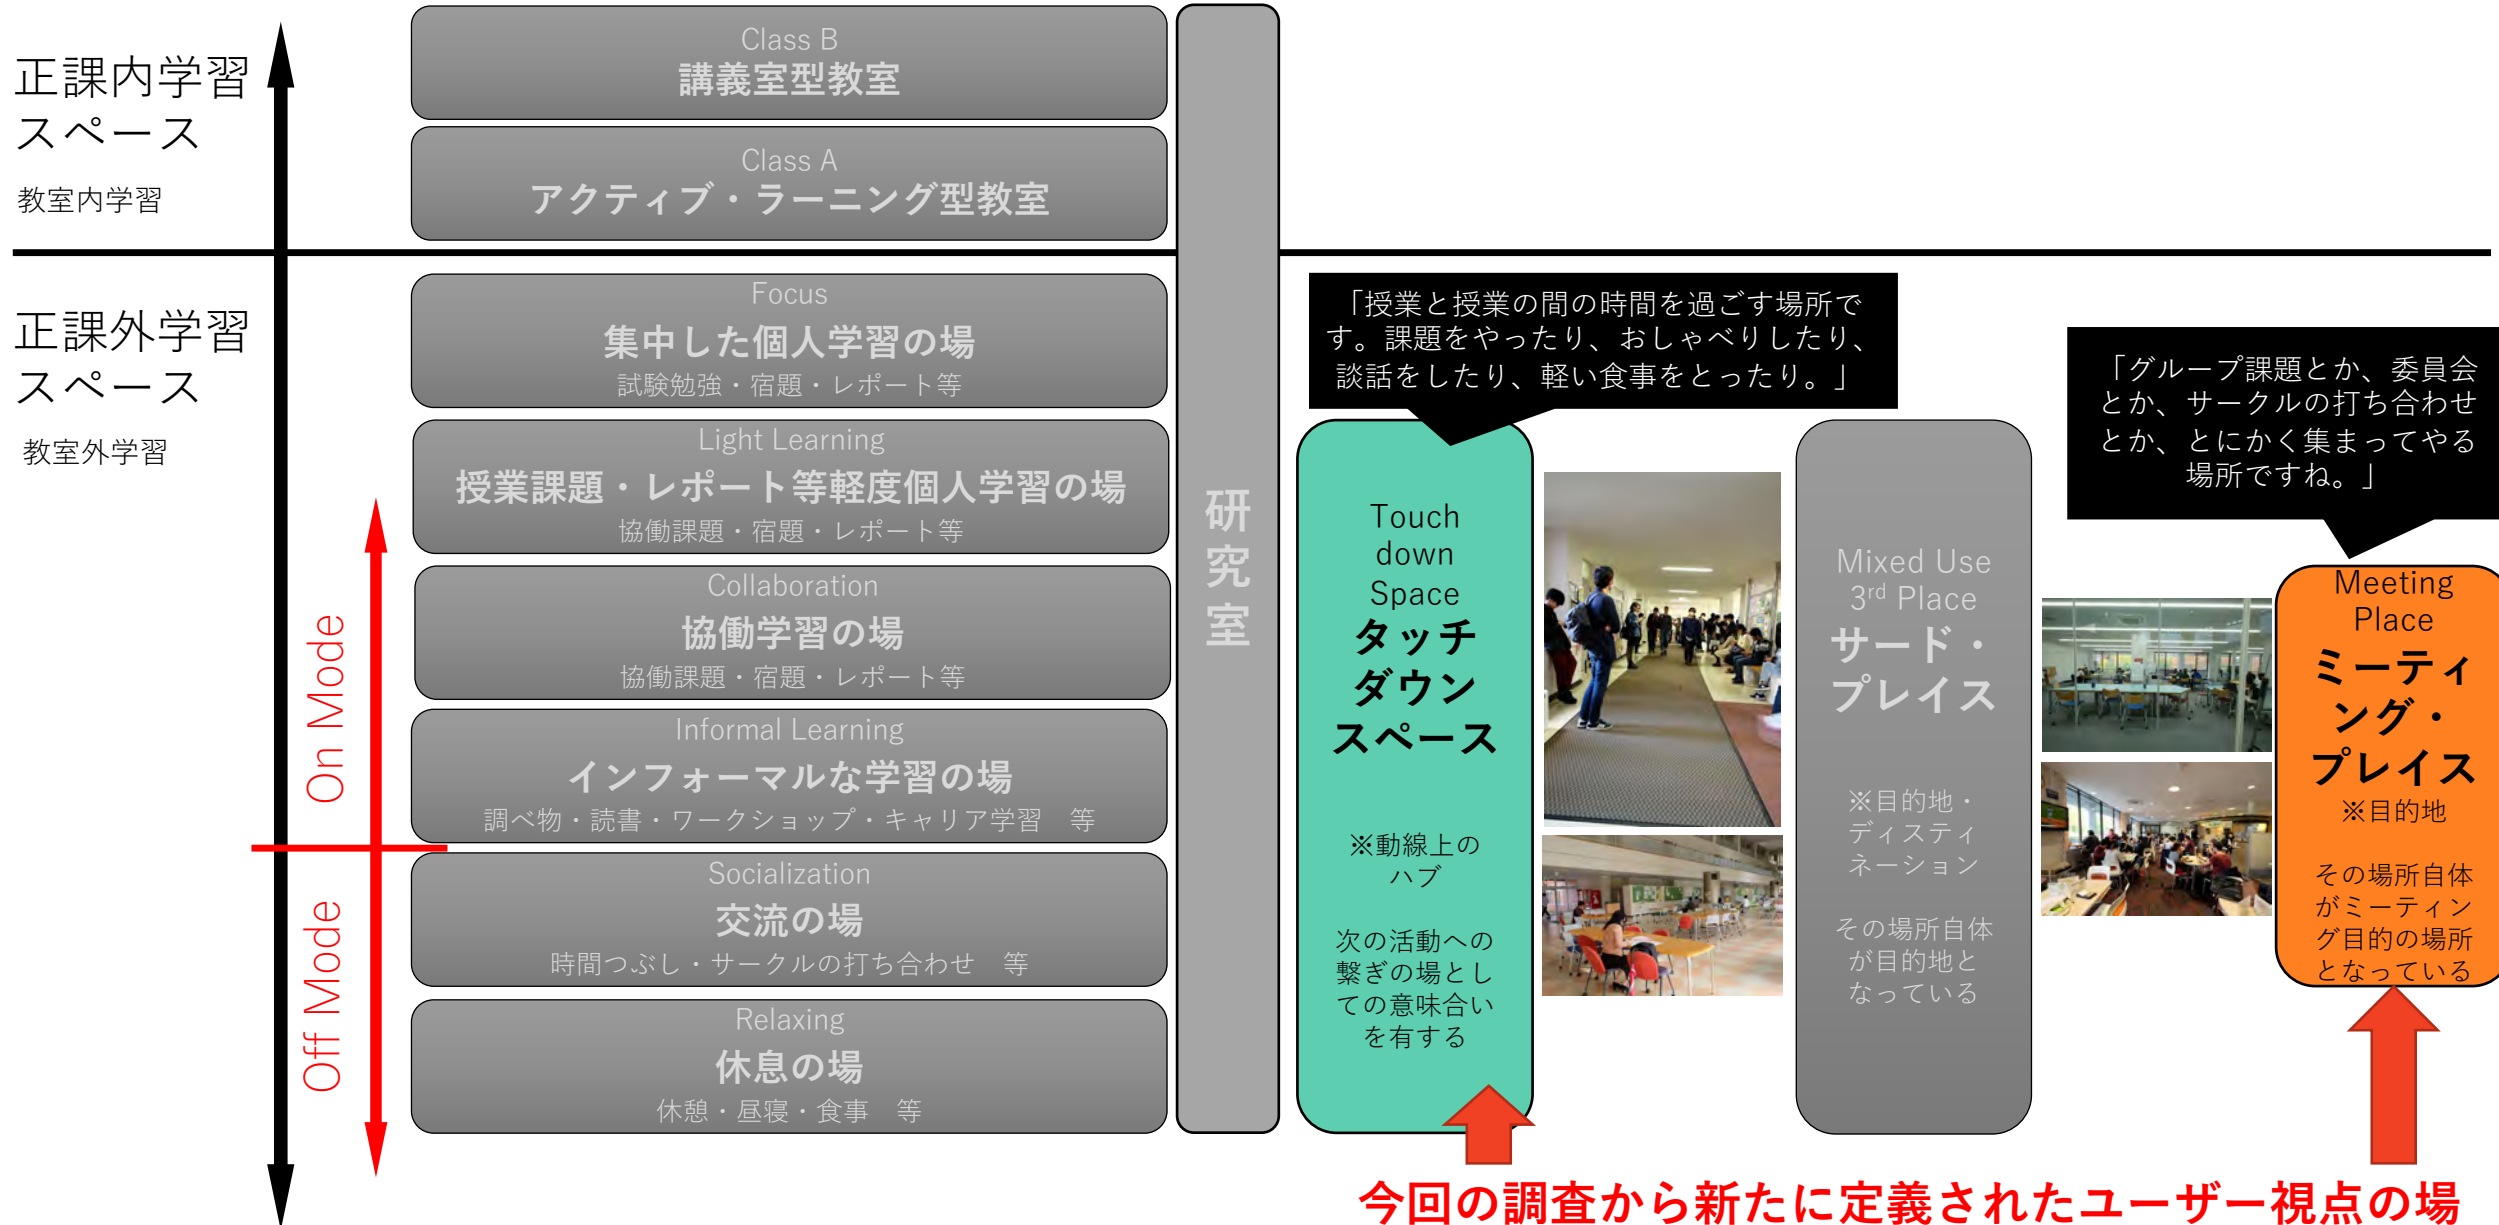 正課内学習
スペース
教室内学習
Class B
講義室型教室
Class A
アクティブ・ラーニング型教室
正課外学習
スペース
教室外学習
On Mode
Off Mode
Focus
集中した個人学習の場
試験勉強・宿題・レポート等
Light Learning
授業課題・レポート等軽度個人学習の場
協働課題・宿題・レポート等
Collaboration
協働学習の場
協働課題・宿題・レポート等
Informal Learning
インフォーマルな学習の場
調べ物・読書・ワークショップ・キャリア学習　等
Socialization
交流の場
時間つぶし・サークルの打ち合わせ　等
Relaxing
休息の場
休憩・昼寝・食事　等
研究室
「授業と授業の間の時間を過ごす場所で
す。課題をやったり、おしゃべりしたり、
談話をしたり、軽い食事をとったり。」
Touch
down
Space
タッチ
ダウン
スペース
※動線上の
ハブ
次の活動への
繋ぎの場とし
ての意味合い
を有する
Mixed Use
3rd Place
サード・
プレイス
※目的地・
ディスティ
ネーション
その場所自体
が目的地と
なっている
「グループ課題とか、委員会
とか、サークルの打ち合わせ
とか、とにかく集まってやる
場所ですね。」
Meeting
Place
ミーティ
ング・
プレイス
※目的地
その場所自体
がミーティン
グ目的の場所
となっている
今回の調査から新たに定義されたユーザー視点の場